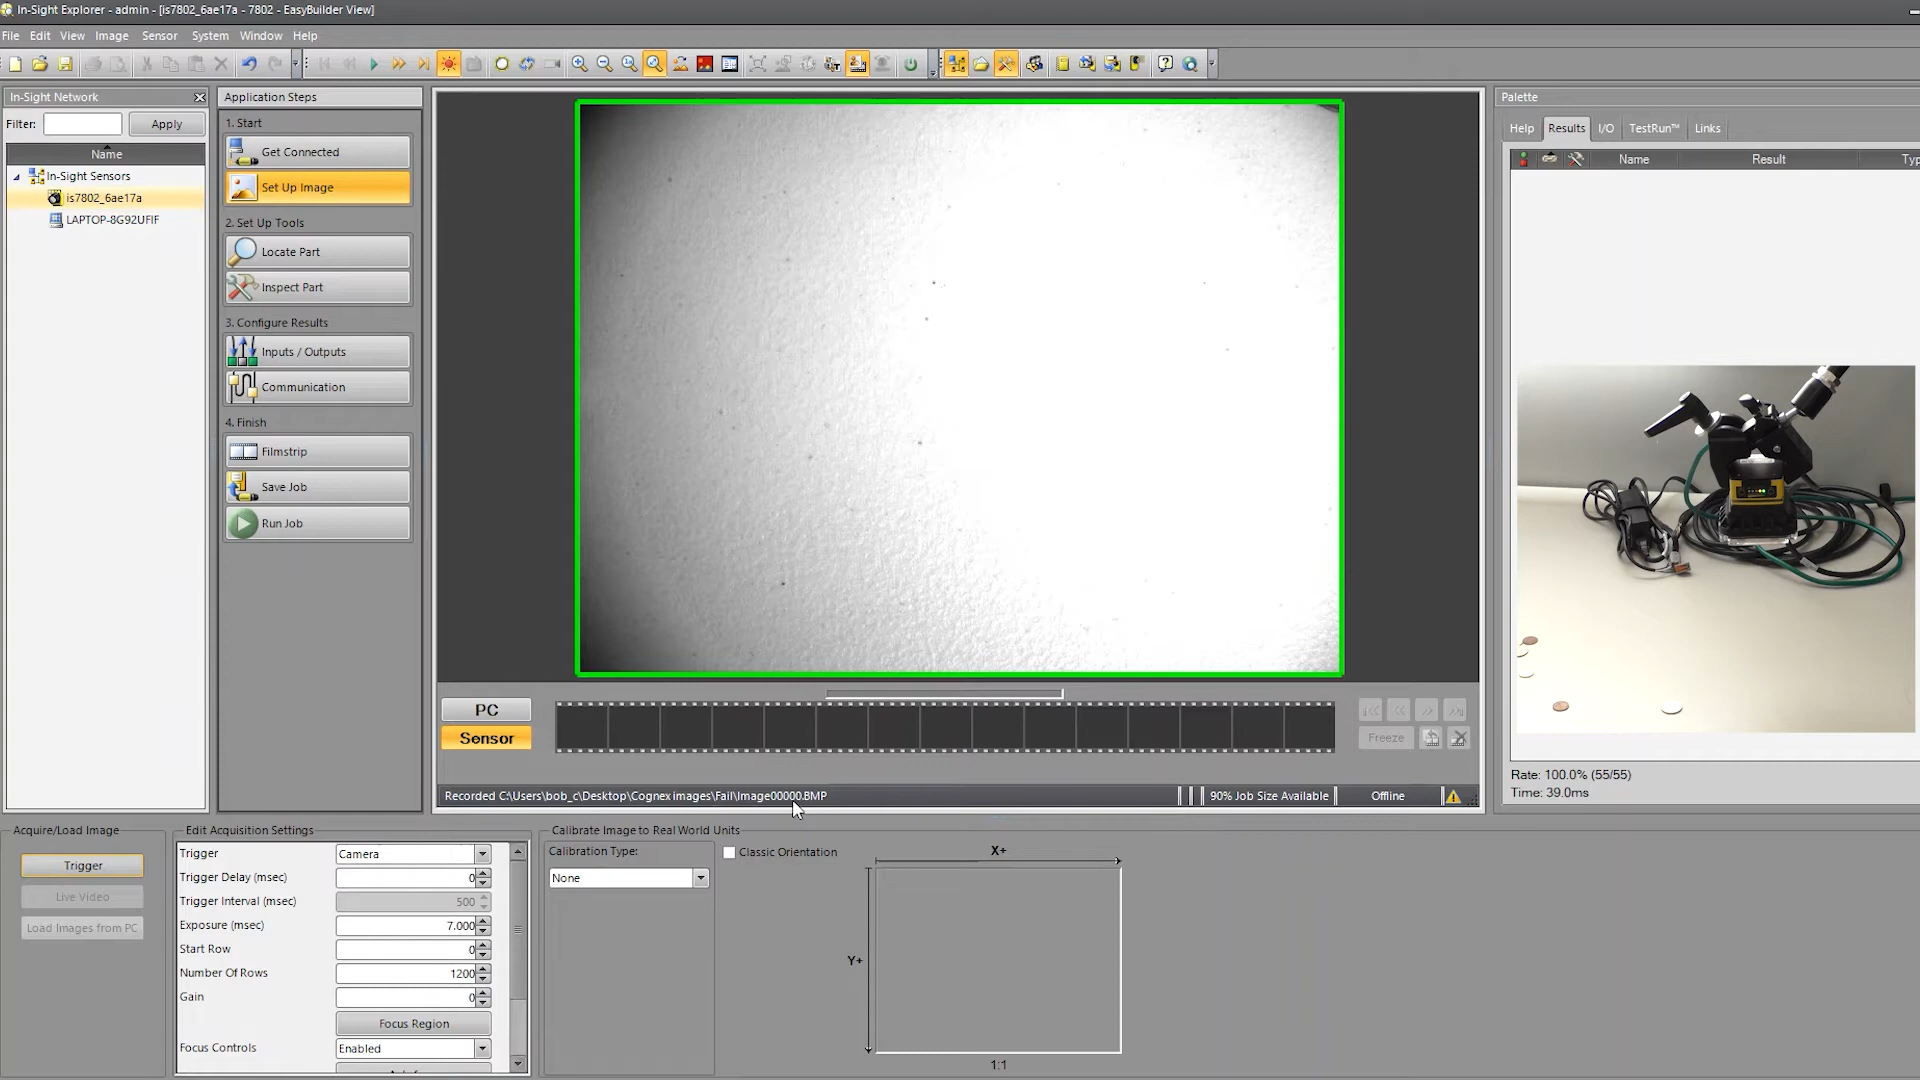 In-Sight Explorer - admin - [is7802_6ae17a - 7802 - EasyBuilder View]
File Edit View Image Sensor System Window Help
In-Sight Network
Filter:
Apply
Name
In-Sight Sensors
is7802_6ae17a
LAPTOP-8G92UFIF
Application Steps
1. Start
Get Connected
Set Up Image
2. Set Up Tools
Locate Part
Inspect Part
3. Configure Results
Inputs / Outputs
Communication
4. Finish
Filmstrip
Save Job
Run Job
PC
Sensor
Freeze
Recorded C:\Users\bob_c\Desktop\Cognex images\Fail\Image00000.BMP
90% Job Size Available
Offline
Palette
Help Results I/O TestRun™ Links
Name Result Typ
Rate: 100.0% (55/55)
Time: 39.0ms
Acquire/Load Image
Trigger
Live Video
Load Images from PC
Edit Acquisition Settings
Trigger Camera
Trigger Delay (msec) 0
Trigger Interval (msec) 500
Exposure (msec) 7.000
Start Row 0
Number Of Rows 1200
Gain 0
Focus Region
Focus Controls Enabled
Calibrate Image to Real World Units
Calibration Type:
None
Classic Orientation
X+
Y+
1:1